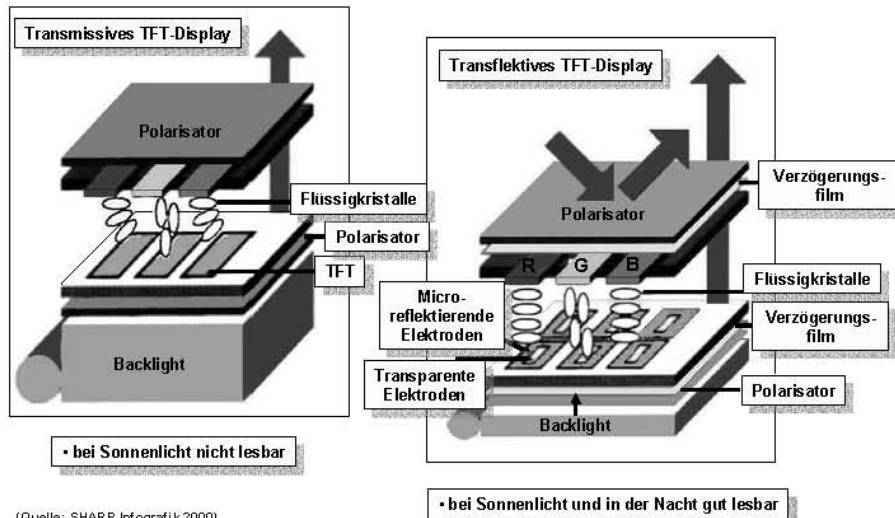 Transmissives TFT-Display
Polarisator
Flüssigkristalle
Polarisator
TFT
Backlight
▪ bei Sonnenlicht nicht lesbar
(Quelle: SHARP Infografik 2000)
Transflektives TFT-Display
Verzögerungs-
film
Polarisator
R G B
Flüssigkristalle
Micro-
reflektierende
Elektroden
Verzögerungs-
film
Transparente
Elektroden
Polarisator
Backlight
▪ bei Sonnenlicht und in der Nacht gut lesbar